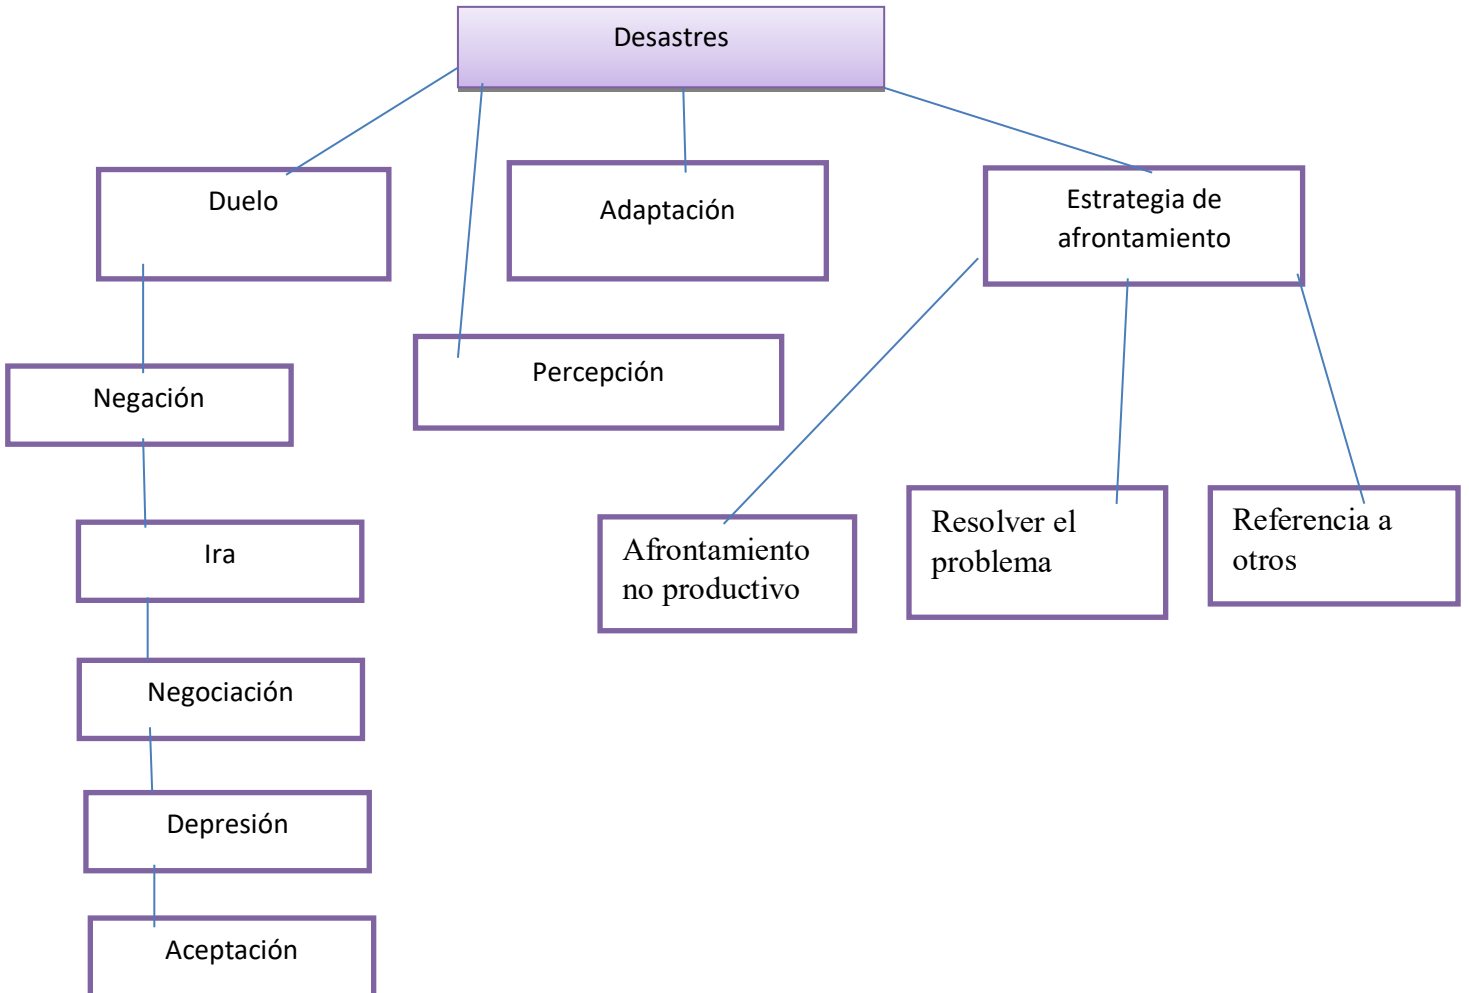 Desastres
Duelo
Adaptación
Estrategia de
afrontamiento
Percepción
Negación
Ira
Negociación
Depresión
Aceptación
Afrontamiento
no productivo
Resolver el
problema
Referencia a
otros